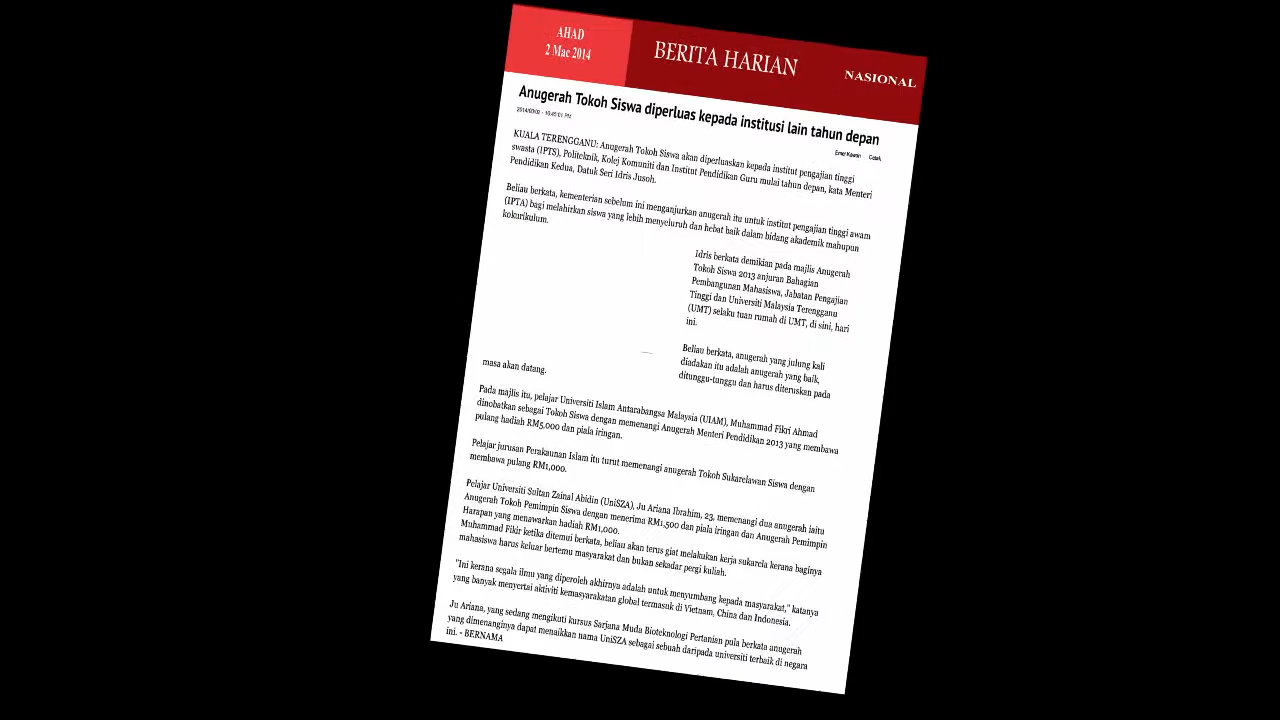 AHAD
2 Mac 2014
BERITA HARIAN
NASIONAL
Anugerah Tokoh Siswa diperluas kepada institusi lain tahun depan
2014/03/02 - 10:45:01 PM
Emel Kawan Cetak
KUALA TERENGGANU: Anugerah Tokoh Siswa akan diperluaskan kepada institut pengajian tinggi
swasta (IPTS), Politeknik, Kolej Komuniti dan Institut Pendidikan Guru mulai tahun depan, kata Menteri
Pendidikan Kedua, Datuk Seri Idris Jusoh.
Beliau berkata, kementerian sebelum ini menganjurkan anugerah itu untuk institut pengajian tinggi awam
(IPTA) bagi melahirkan siswa yang lebih menyeluruh dan hebat baik dalam bidang akademik mahupun
kokurikulum.
Idris berkata demikian pada majlis Anugerah
Tokoh Siswa 2013 anjuran Bahagian
Pembangunan Mahasiswa, Jabatan Pengajian
Tinggi dan Universiti Malaysia Terengganu
(UMT) selaku tuan rumah di UMT, di sini, hari
ini.
Beliau berkata, anugerah yang julung kali
diadakan itu adalah anugerah yang baik,
ditunggu-tunggu dan harus diteruskan pada
masa akan datang.
Pada majlis itu, pelajar Universiti Islam Antarabangsa Malaysia (UIAM), Muhammad Fikri Ahmad
dinobatkan sebagai Tokoh Siswa dengan memenangi Anugerah Menteri Pendidikan 2013 yang membawa
pulang hadiah RM5,000 dan piala iringan.
Pelajar jurusan Perakaunan Islam itu turut memenangi anugerah Tokoh Sukarelawan Siswa dengan
membawa pulang RM1,000.
Pelajar Universiti Sultan Zainal Abidin (UniSZA), Ju Ariana Ibrahim, 23, memenangi dua anugerah iaitu
Anugerah Tokoh Pemimpin Siswa dengan menerima RM1,500 dan piala iringan dan Anugerah Pemimpin
Harapan yang menawarkan hadiah RM1,000.
Muhammad Fikir ketika ditemui berkata, beliau akan terus giat melakukan kerja sukarela kerana baginya
mahasiswa harus keluar bertemu masyarakat dan bukan sekadar pergi kuliah.
"Ini kerana segala ilmu yang diperoleh akhirnya adalah untuk menyumbang kepada masyarakat," katanya
yang banyak menyertai aktiviti kemasyarakatan global termasuk di Vietnam, China dan Indonesia.
Ju Ariana, yang sedang mengikuti kursus Sarjana Muda Bioteknologi Pertanian pula berkata anugerah
yang dimenanginya dapat menaikkan nama UniSZA sebagai sebuah daripada universiti terbaik di negara
ini. - BERNAMA